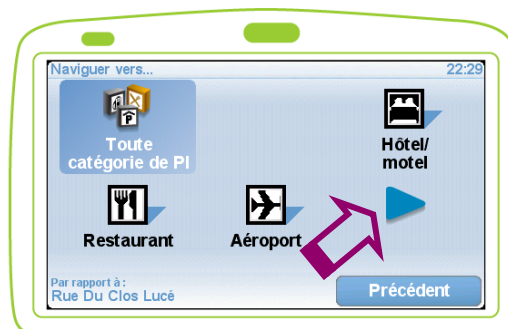 Naviguer vers...
22:29
Toute
catégorie de PI
Hôtel/
motel
Restaurant
Aéroport
Par rapport à :
Rue Du Clos Lucé
Précédent